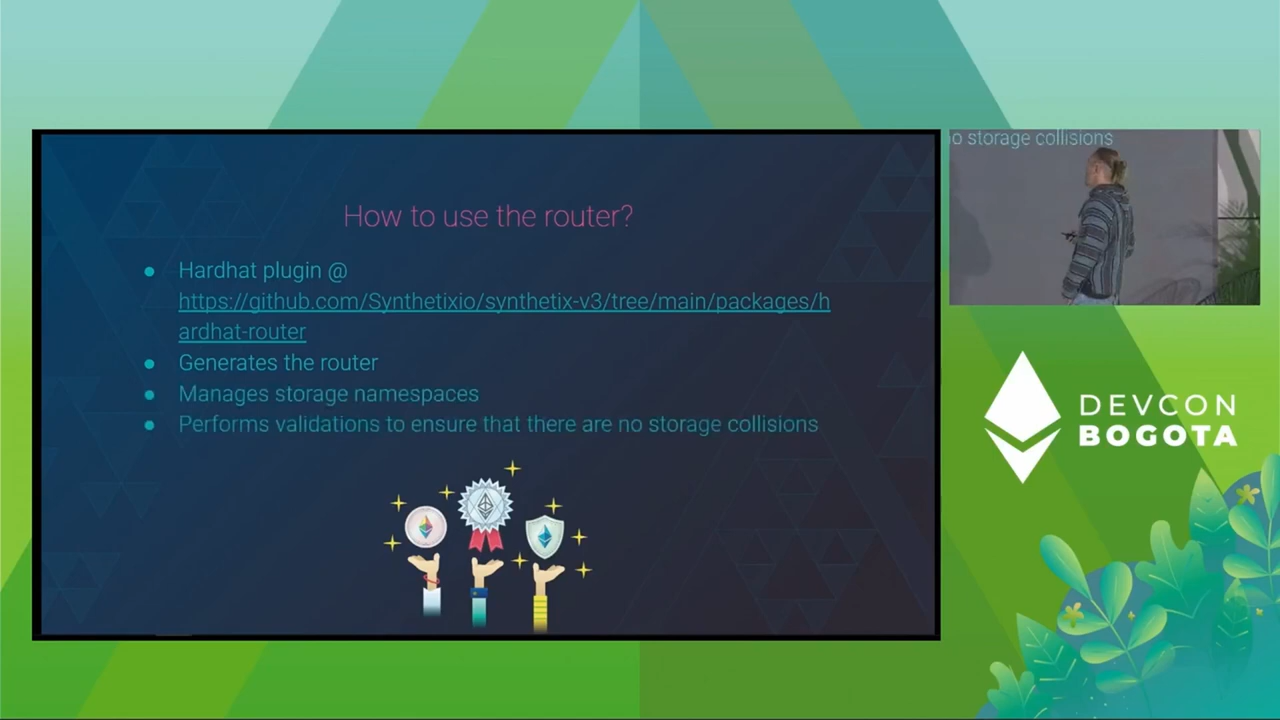 How to use the router?
● Hardhat plugin @
https://github.com/Synthetixio/synthetix-v3/tree/main/packages/h
ardhat-router
● Generates the router
● Manages storage namespaces
● Performs validations to ensure that there are no storage collisions
no storage collisions
DEVCON
BOGOTA